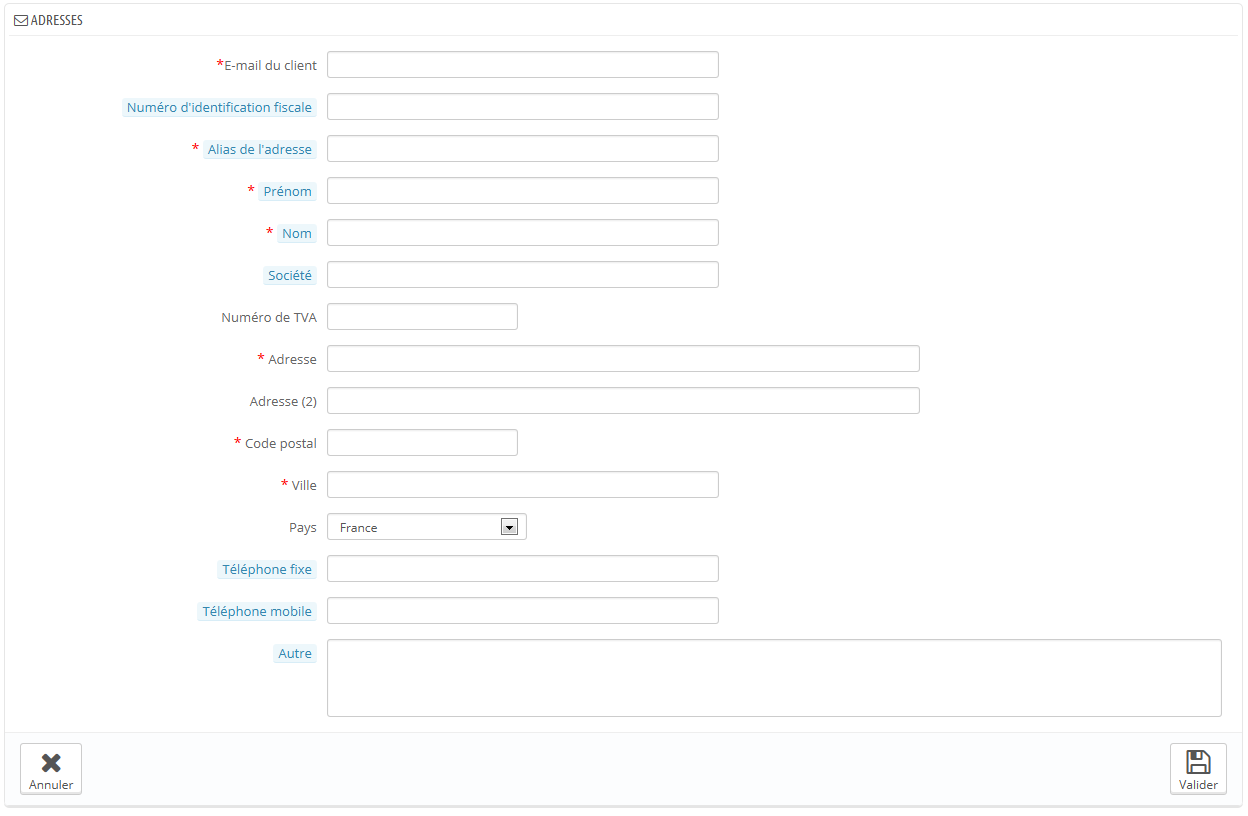 ADRESSES
*E-mail du client
Numéro d'identification fiscale
* Alias de l'adresse
* Prénom
* Nom
Société
Numéro de TVA
* Adresse
Adresse (2)
* Code postal
* Ville
Pays France
Téléphone fixe
Téléphone mobile
Autre
Annuler Valider